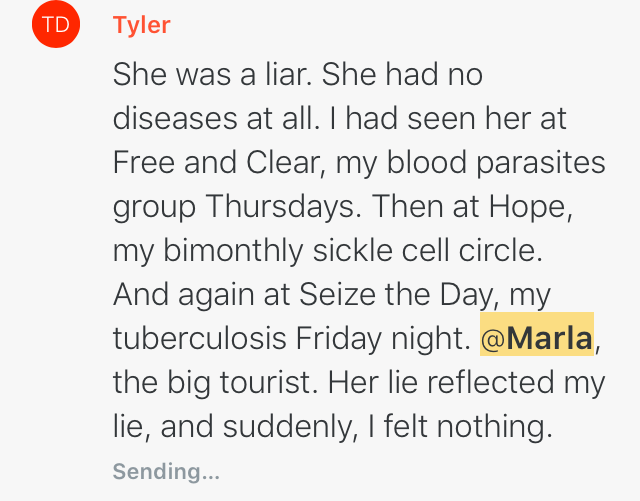 TD
Tyler
She was a liar. She had no
diseases at all. I had seen her at
Free and Clear, my blood parasites
group Thursdays. Then at Hope,
my bimonthly sickle cell circle.
And again at Seize the Day, my
tuberculosis Friday night. @Marla,
the big tourist. Her lie reflected my
lie, and suddenly, I felt nothing.
Sending...